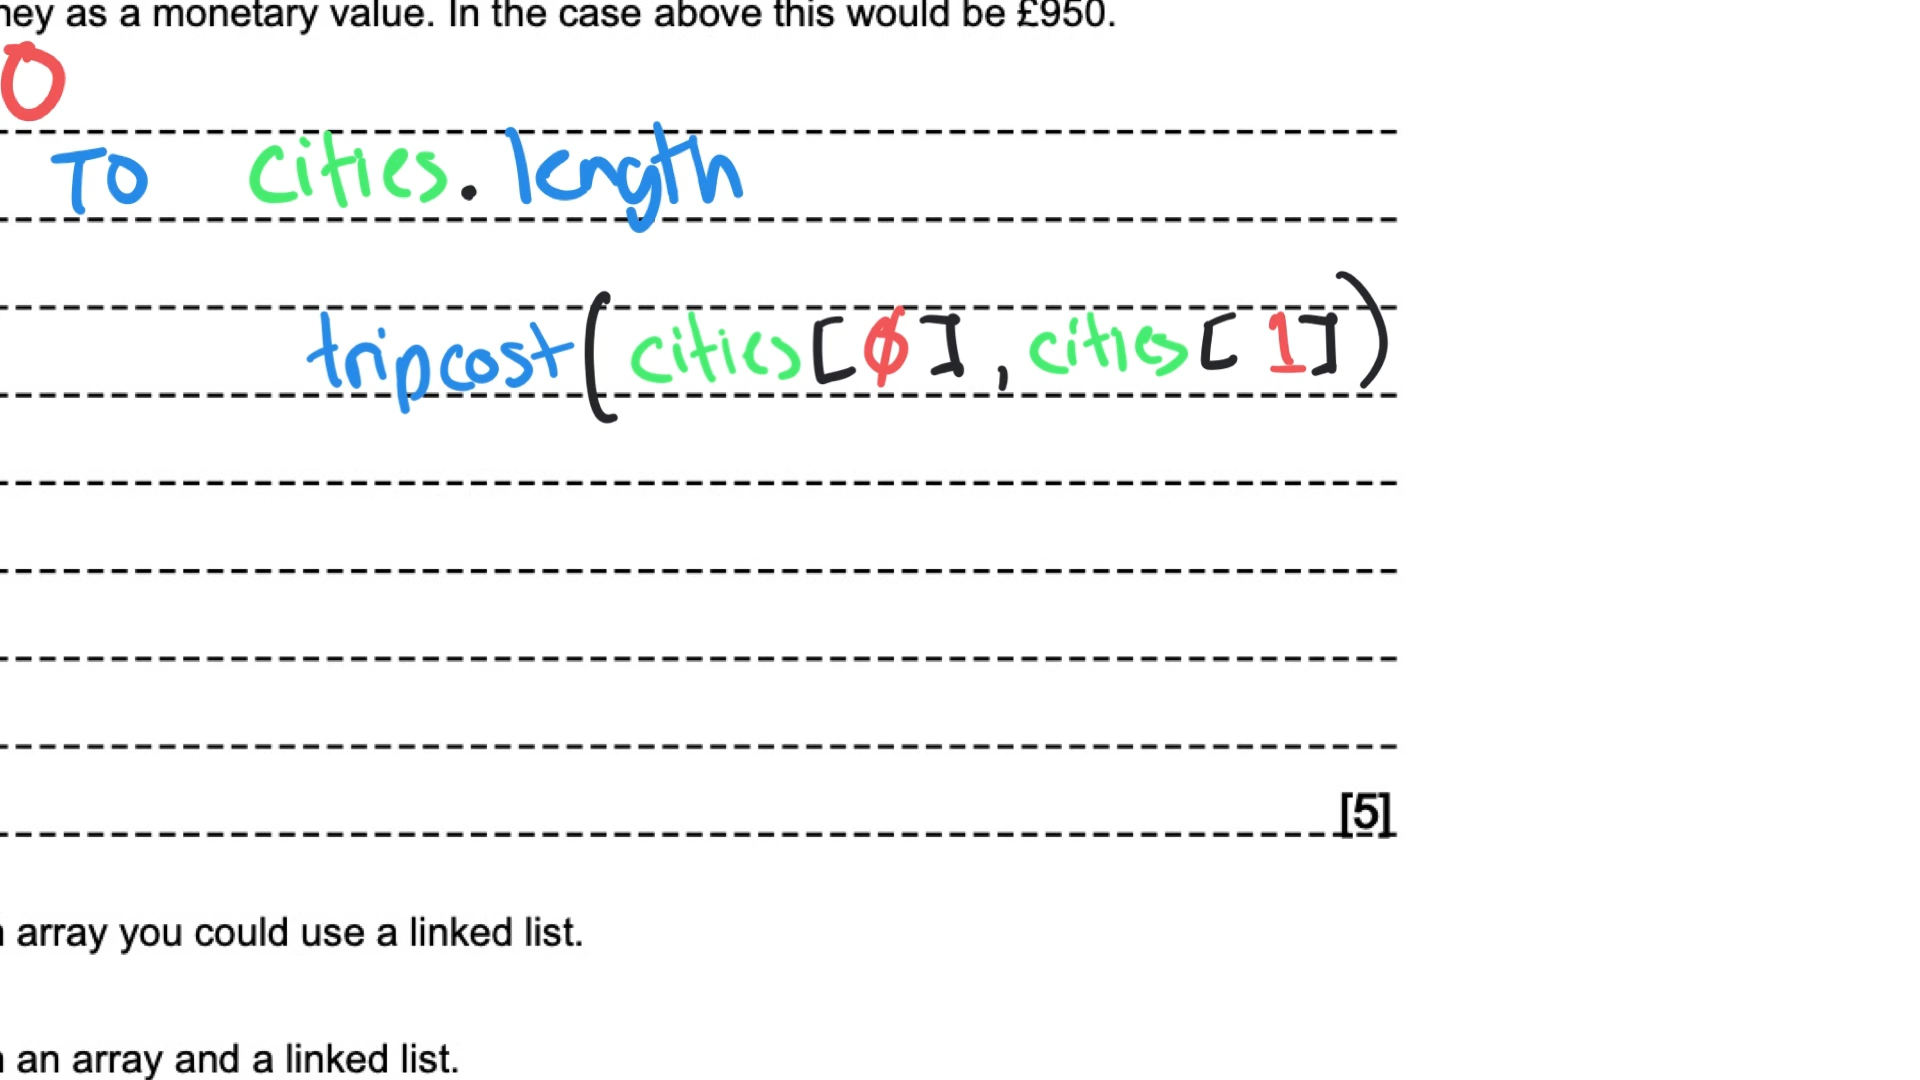 as a monetary value. In the case above this would be £950.
0
TO cities.length
tripcost(cities[0], cities[1])
[5]
array you could use a linked list.
an array and a linked list.